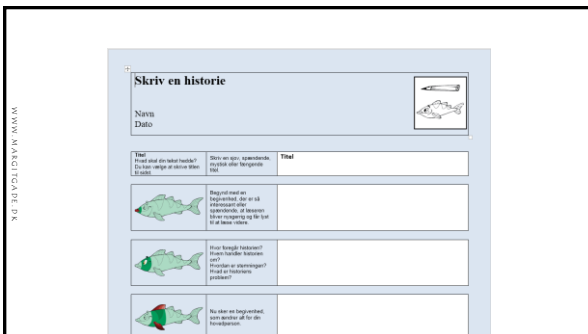 WWW.MARGITGADE.DK
Skriv en historie
Navn
Dato
Titel
Hvad skal din tekst hedde?
Du kan vælge at skrive titlen
til sidst.
Skriv en sjov, spændende,
mystisk eller fængende
titel.
Titel
Begynd med en
begivenhed, der er så
interessant eller
spændende, at læseren
bliver nysgerrig og får lyst
til at læse videre.
Hvor foregår historien?
Hvem handler historien
om?
Hvordan er stemningen?
Hvad er historiens
problem?
Nu sker en begivenhed,
som ændrer alt for din
hovedperson.